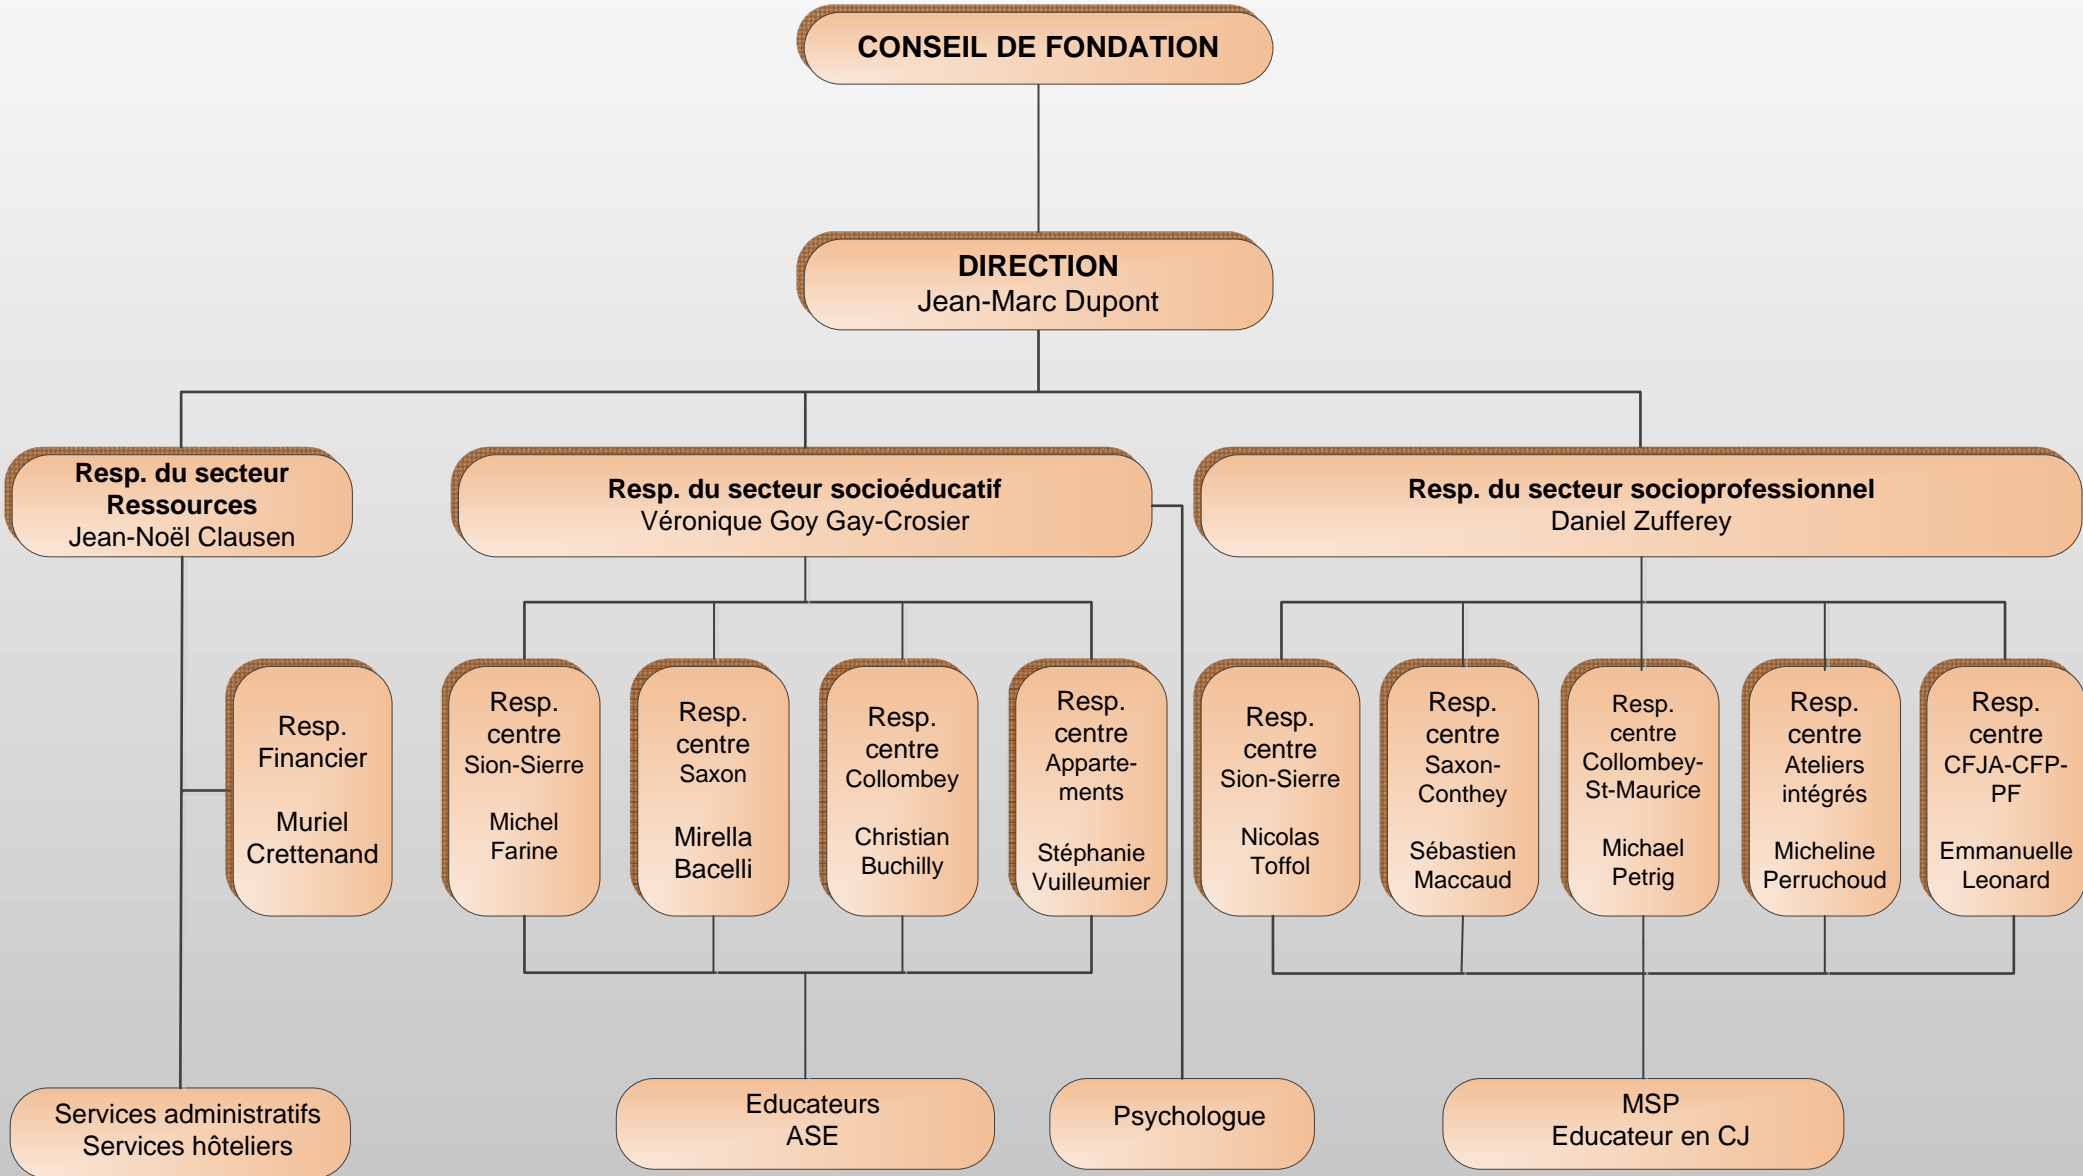 CONSEIL DE FONDATION
DIRECTION
Jean-Marc Dupont
Resp. du secteur
Ressources
Jean-Noël Clausen
Resp. du secteur socioéducatif
Véronique Goy Gay-Crosier
Resp. du secteur socioprofessionnel
Daniel Zufferey
Resp.
Financier
Muriel
Crettenand
Resp.
centre
Sion-Sierre
Michel
Farine
Resp.
centre
Saxon
Mirella
Bacelli
Resp.
centre
Collombey
Christian
Buchilly
Resp.
centre
Apparte-
ments
Stéphanie
Vuilleumier
Resp.
centre
Sion-Sierre
Nicolas
Toffol
Resp.
centre
Saxon-
Conthey
Sébastien
Maccaud
Resp.
centre
Collombey-
St-Maurice
Michael
Petrig
Resp.
centre
Ateliers
intégrés
Micheline
Perruchoud
Resp.
centre
CFJA-CFP-
PF
Emmanuelle
Leonard
Services administratifs
Services hôteliers
Educateurs
ASE
Psychologue
MSP
Educateur en CJ